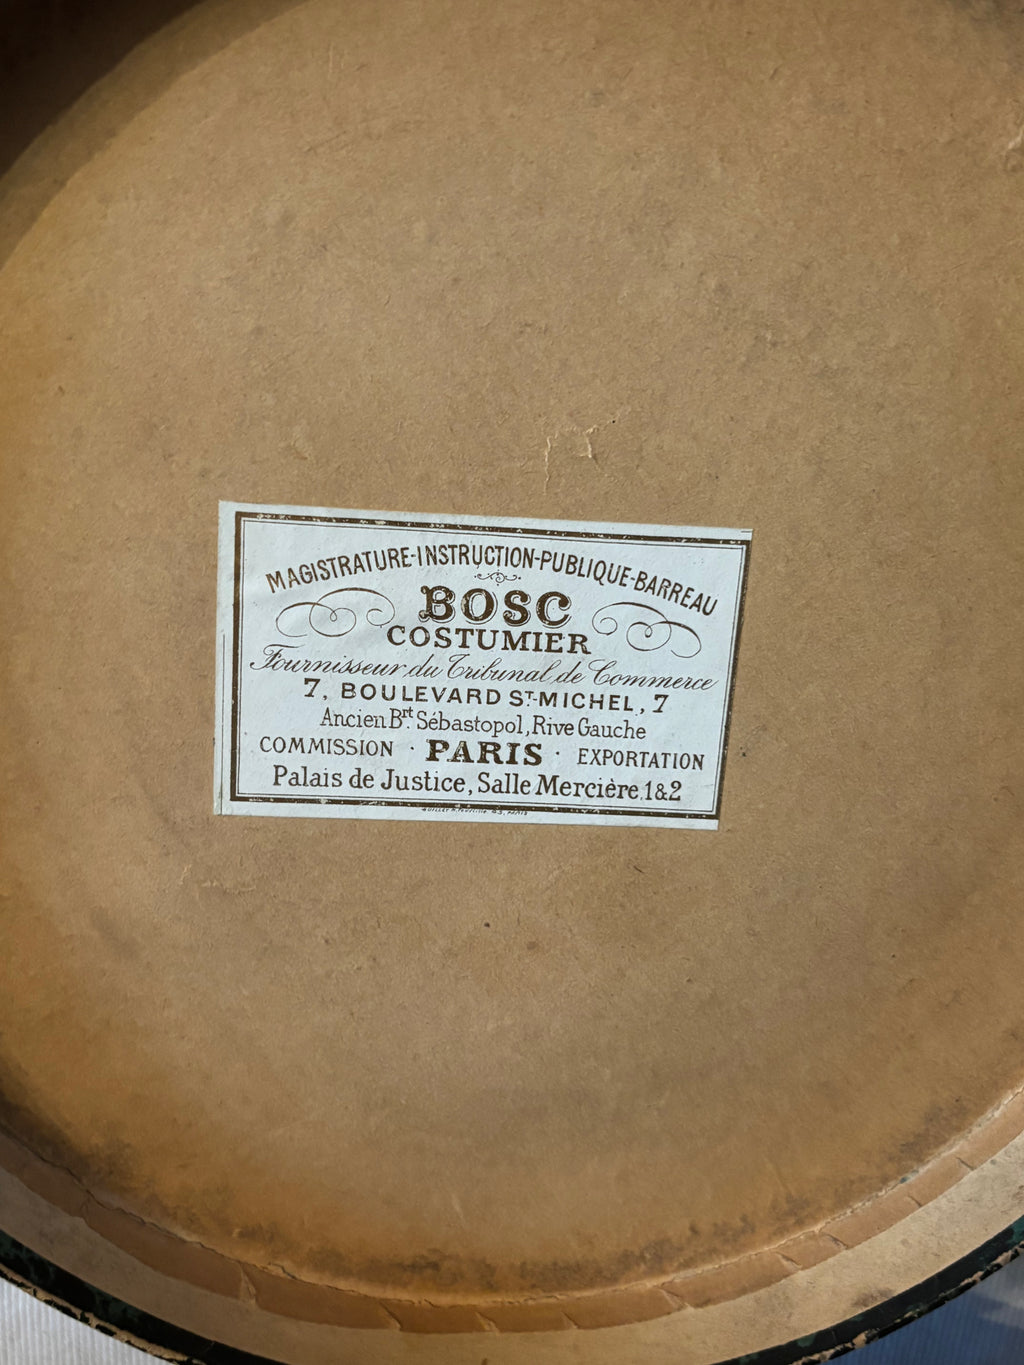 MAGISTRATURE-INSTRUCTION-PUBLIQUE-BARREAU
BOSC
COSTUMIER
Fournisseur du Tribunal de Commerce
7, BOULEVARD ST-MICHEL, 7
Ancien Brt. Sébastopol, Rive Gauche
COMMISSION · PARIS · EXPORTATION
Palais de Justice, Salle Mercière, 1&2
PARIS